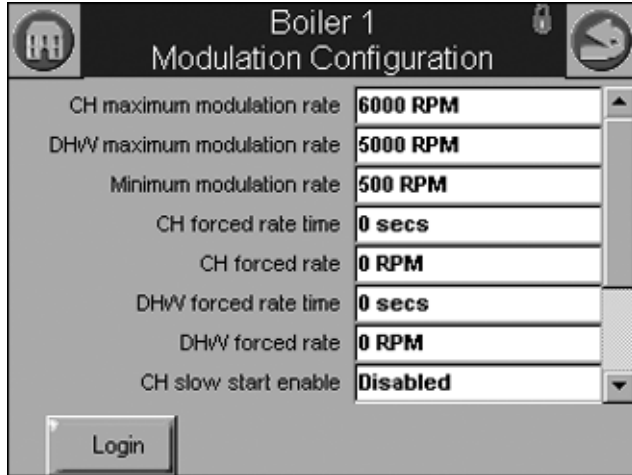 Boiler 1
Modulation Configuration
CH maximum modulation rate 6000 RPM
DHW maximum modulation rate 5000 RPM
Minimum modulation rate 500 RPM
CH forced rate time 0 secs
CH forced rate 0 RPM
DHW forced rate time 0 secs
DHW forced rate 0 RPM
CH slow start enable Disabled
Login